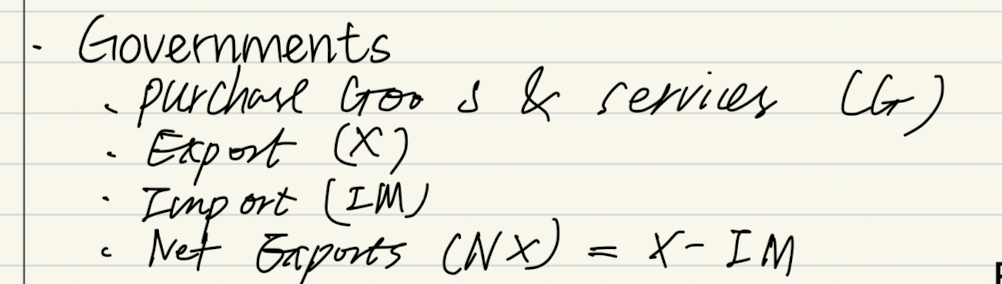 · Governments
· purchase Goo s & services (G)
· Export (X)
· Import (IM)
· Net Exports (NX) = X - IM